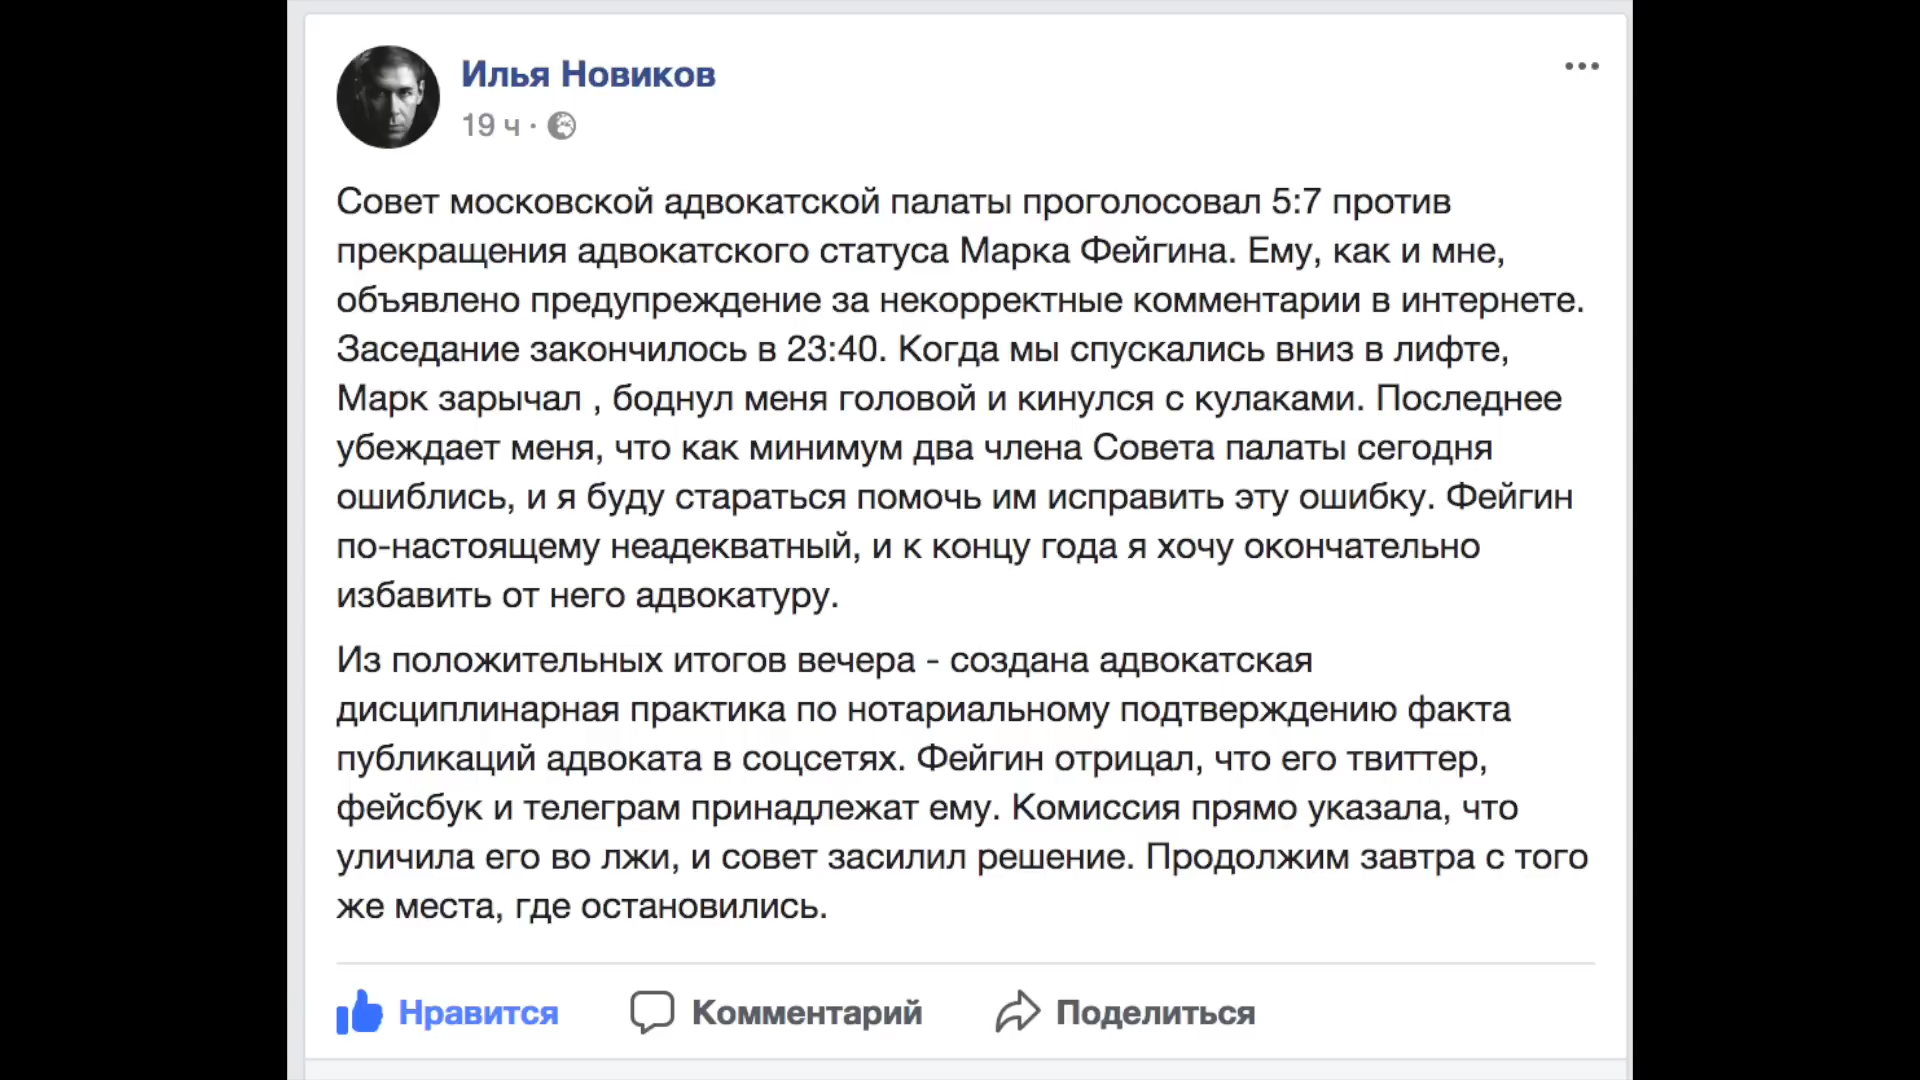 Илья Новиков
19 ч ·
Совет московской адвокатской палаты проголосовал 5:7 против
прекращения адвокатского статуса Марка Фейгина. Ему, как и мне,
объявлено предупреждение за некорректные комментарии в интернете.
Заседание закончилось в 23:40. Когда мы спускались вниз в лифте,
Марк зарычал , боднул меня головой и кинулся с кулаками. Последнее
убеждает меня, что как минимум два члена Совета палаты сегодня
ошиблись, и я буду стараться помочь им исправить эту ошибку. Фейгин
по-настоящему неадекватный, и к концу года я хочу окончательно
избавить от него адвокатуру.
Из положительных итогов вечера - создана адвокатская
дисциплинарная практика по нотариальному подтверждению факта
публикаций адвоката в соцсетях. Фейгин отрицал, что его твиттер,
фейсбук и телеграм принадлежат ему. Комиссия прямо указала, что
уличила его во лжи, и совет засилил решение. Продолжим завтра с того
же места, где остановились.
Нравится Комментарий Поделиться